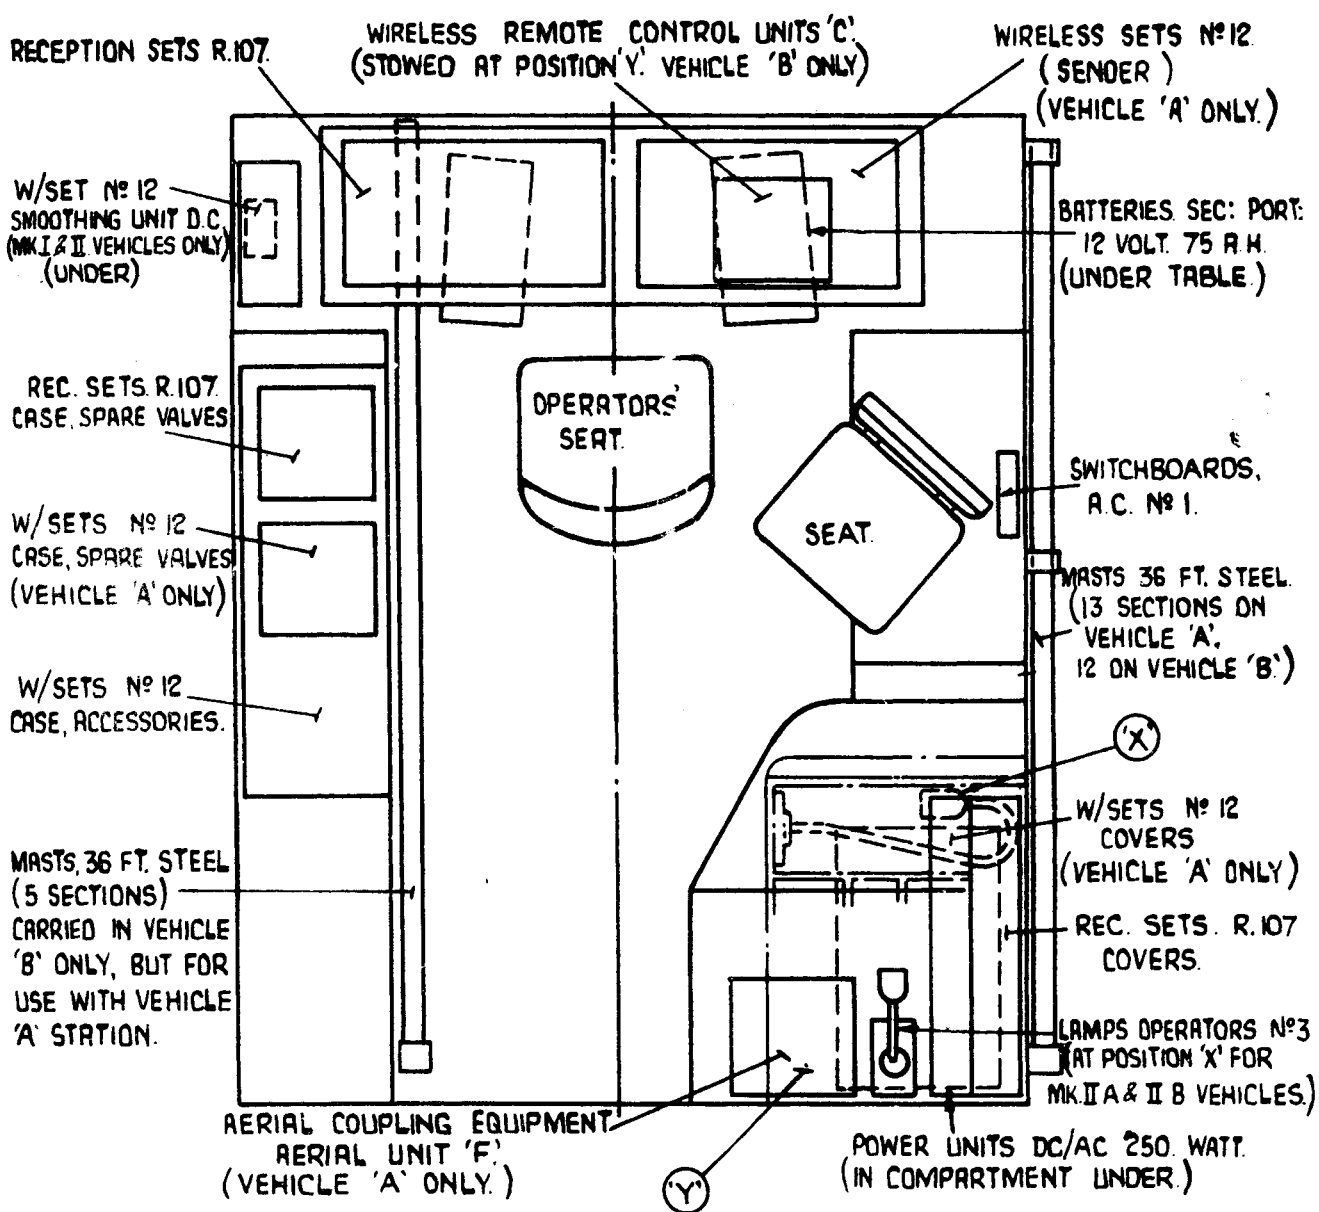 RECEPTION SETS R.107.
WIRELESS REMOTE CONTROL UNITS 'C'.
(STOWED AT POSITION 'Y'. VEHICLE 'B' ONLY)
WIRELESS SETS Nº 12.
(SENDER)
(VEHICLE 'A' ONLY.)
W/SET Nº 12
SMOOTHING UNIT D.C.
(MK.I & II VEHICLES ONLY)
(UNDER)
BATTERIES. SEC: PORT:
12 VOLT. 75 A.H.
(UNDER TABLE.)
REC. SETS. R.107.
CASE, SPARE VALVES
OPERATORS'
SEAT.
SWITCHBOARDS,
A.C. Nº 1.
W/SETS Nº 12
CASE, SPARE VALVES
(VEHICLE 'A' ONLY)
SEAT.
MASTS 36 FT. STEEL.
(13 SECTIONS ON
VEHICLE 'A'.
12 ON VEHICLE 'B'.)
W/SETS Nº 12
CASE, ACCESSORIES.
'X'
W/SETS Nº 12
COVERS
(VEHICLE 'A' ONLY)
MASTS, 36 FT. STEEL
(5 SECTIONS)
CARRIED IN VEHICLE
'B' ONLY, BUT FOR
USE WITH VEHICLE
'A' STATION.
REC. SETS. R.107
COVERS.
LAMPS OPERATORS Nº 3
(AT POSITION 'X' FOR
MK.II A & II B VEHICLES.)
AERIAL COUPLING EQUIPMENT
AERIAL UNIT 'F'.
(VEHICLE 'A' ONLY.)
'Y'
POWER UNITS DC/AC 250. WATT.
(IN COMPARTMENT UNDER.)